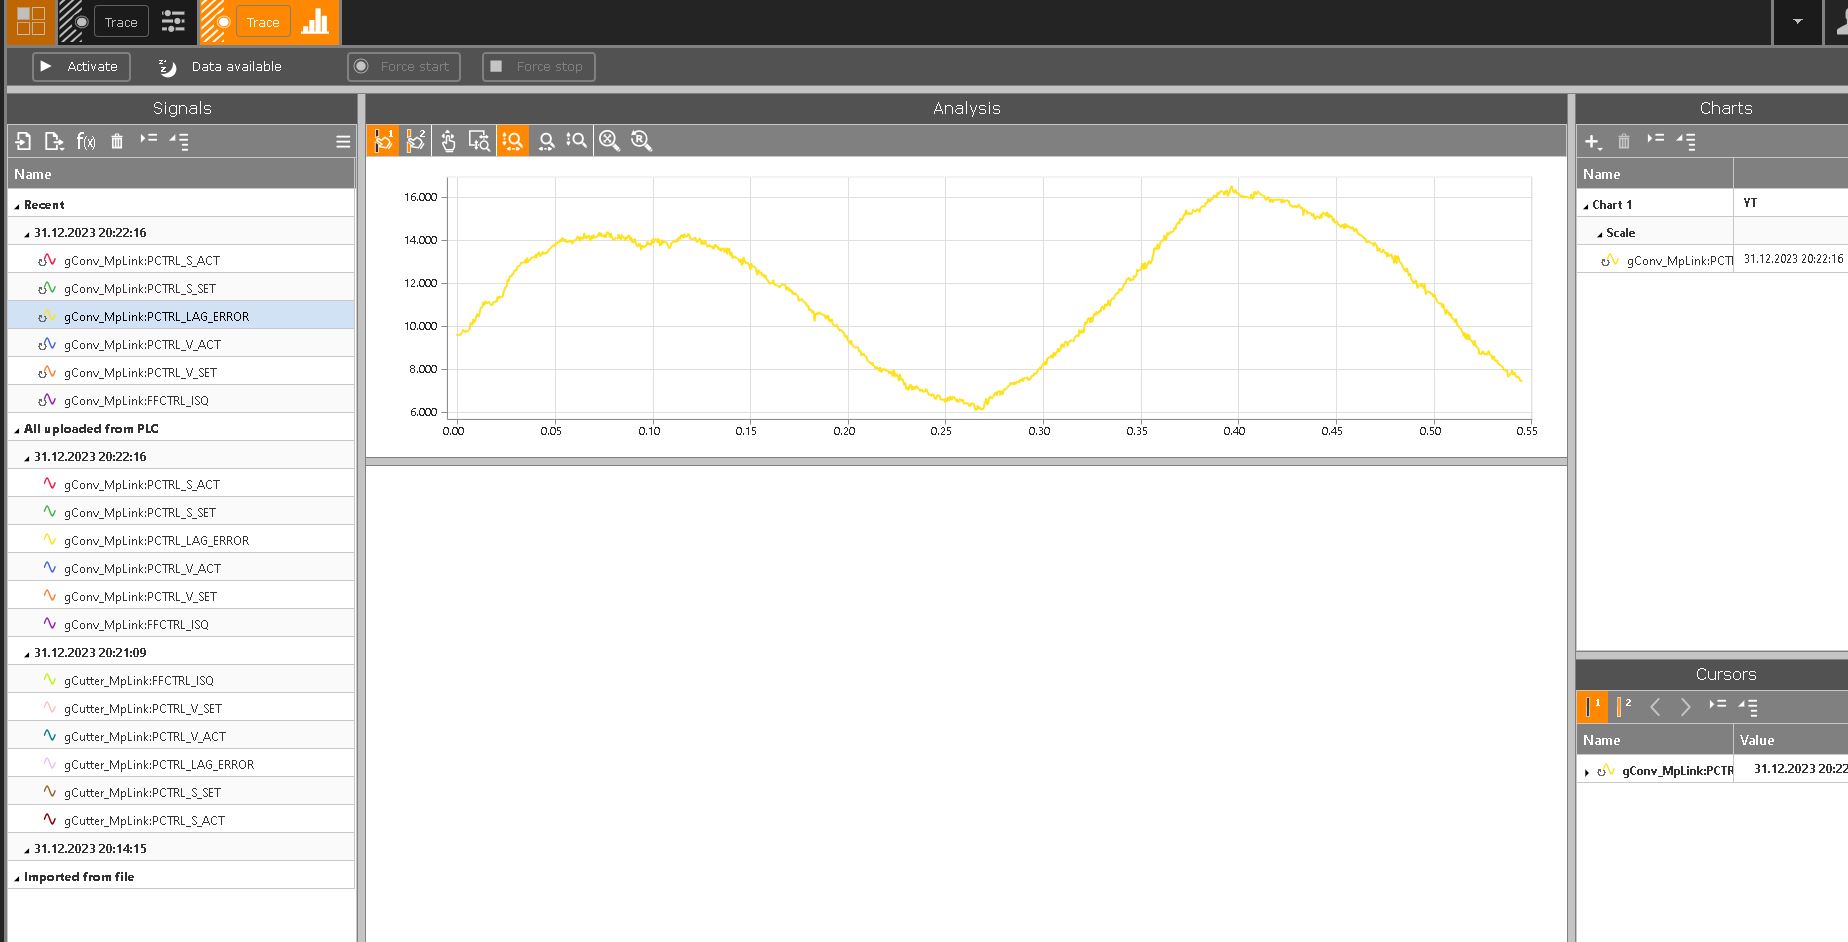 Trace
Trace
Activate
Data available
Force start
Force stop
Signals
Analysis
Charts
f(x)
1
2
R
Name
Name
Recent
31.12.2023 20:22:16
gConv_MpLink:PCTRL_S_ACT
gConv_MpLink:PCTRL_S_SET
gConv_MpLink:PCTRL_LAG_ERROR
gConv_MpLink:PCTRL_V_ACT
gConv_MpLink:PCTRL_V_SET
gConv_MpLink:FFCTRL_ISQ
All uploaded from PLC
31.12.2023 20:22:16
gConv_MpLink:PCTRL_S_ACT
gConv_MpLink:PCTRL_S_SET
gConv_MpLink:PCTRL_LAG_ERROR
gConv_MpLink:PCTRL_V_ACT
gConv_MpLink:PCTRL_V_SET
gConv_MpLink:FFCTRL_ISQ
31.12.2023 20:21:09
gCutter_MpLink:FFCTRL_ISQ
gCutter_MpLink:PCTRL_V_SET
gCutter_MpLink:PCTRL_V_ACT
gCutter_MpLink:PCTRL_LAG_ERROR
gCutter_MpLink:PCTRL_S_SET
gCutter_MpLink:PCTRL_S_ACT
31.12.2023 20:14:15
Imported from file
16.000
14.000
12.000
10.000
8.000
6.000
0.00 0.05 0.10 0.15 0.20 0.25 0.30 0.35 0.40 0.45 0.50 0.55
Chart 1 YT
Scale
gConv_MpLink:PCT 31.12.2023 20:22:16
Cursors
1
2
Name Value
gConv_MpLink:PCTR 31.12.2023 20:22